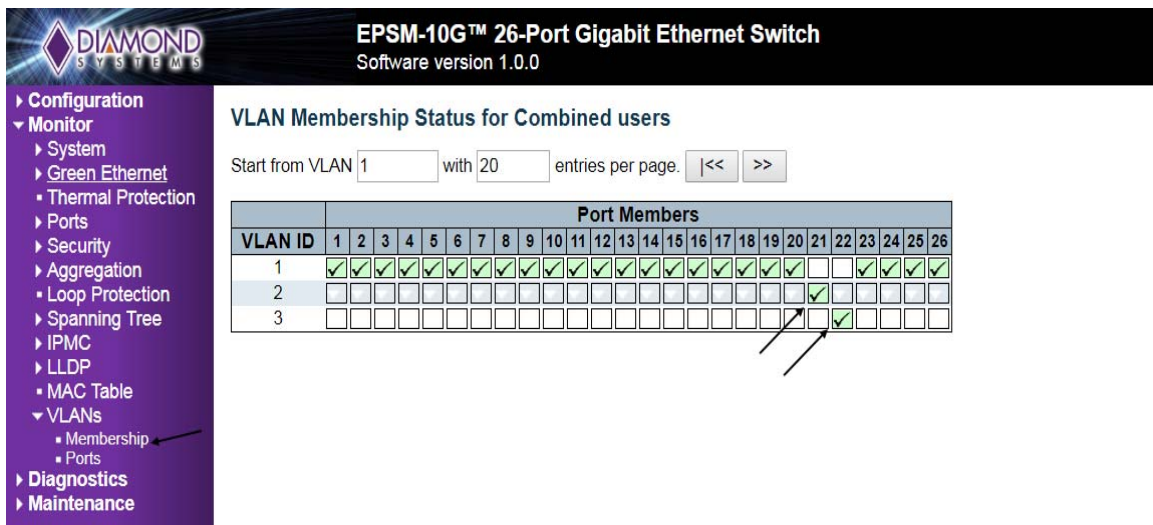 DIAMOND
SYSTEMS
EPSM-10G™ 26-Port Gigabit Ethernet Switch
Software version 1.0.0
Configuration
Monitor
System
Green Ethernet
Thermal Protection
Ports
Security
Aggregation
Loop Protection
Spanning Tree
IPMC
LLDP
MAC Table
VLANs
Membership
Ports
Diagnostics
Maintenance
VLAN Membership Status for Combined users
Start from VLAN 1 with 20 entries per page. |<< >>
Port Members
VLAN ID 1 2 3 4 5 6 7 8 9 10 11 12 13 14 15 16 17 18 19 20 21 22 23 24 25 26
1
2
3